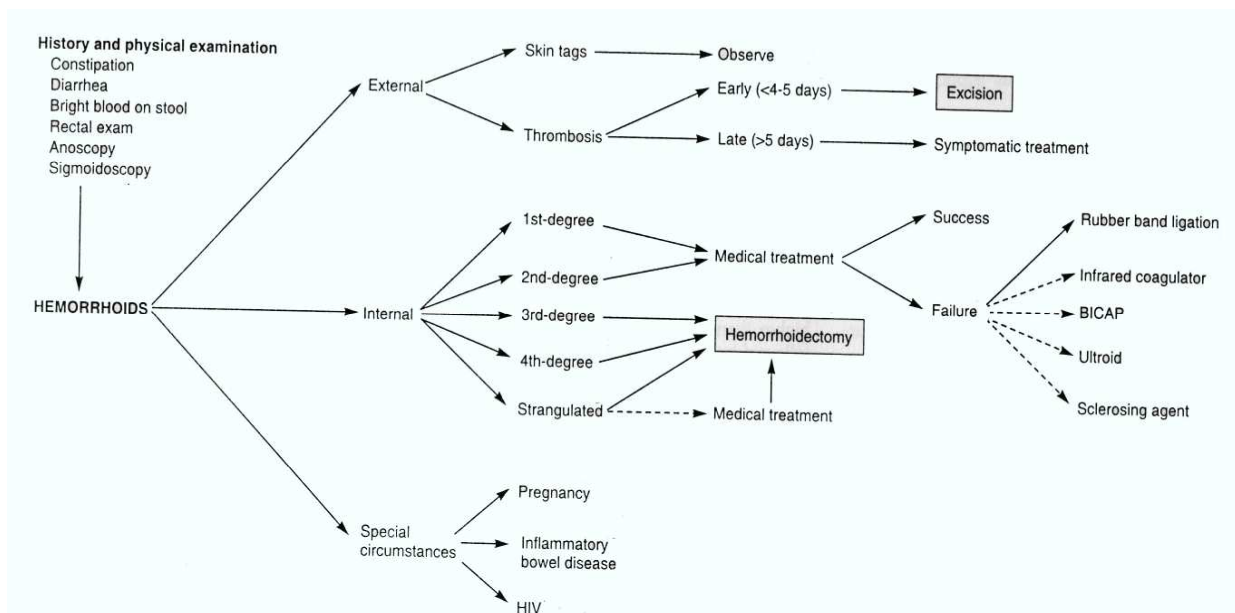 History and physical examination
Constipation
Diarrhea
Bright blood on stool
Rectal exam
Anoscopy
Sigmoidoscopy
HEMORRHOIDS
External
Skin tags
Observe
Thrombosis
Early (<4-5 days)
Excision
Late (>5 days)
Symptomatic treatment
Internal
1st-degree
2nd-degree
3rd-degree
4th-degree
Strangulated
Medical treatment
Hemorrhoidectomy
Medical treatment
Success
Failure
Rubber band ligation
Infrared coagulator
BICAP
Ultroid
Sclerosing agent
Special
circumstances
Pregnancy
Inflammatory
bowel disease
HIV